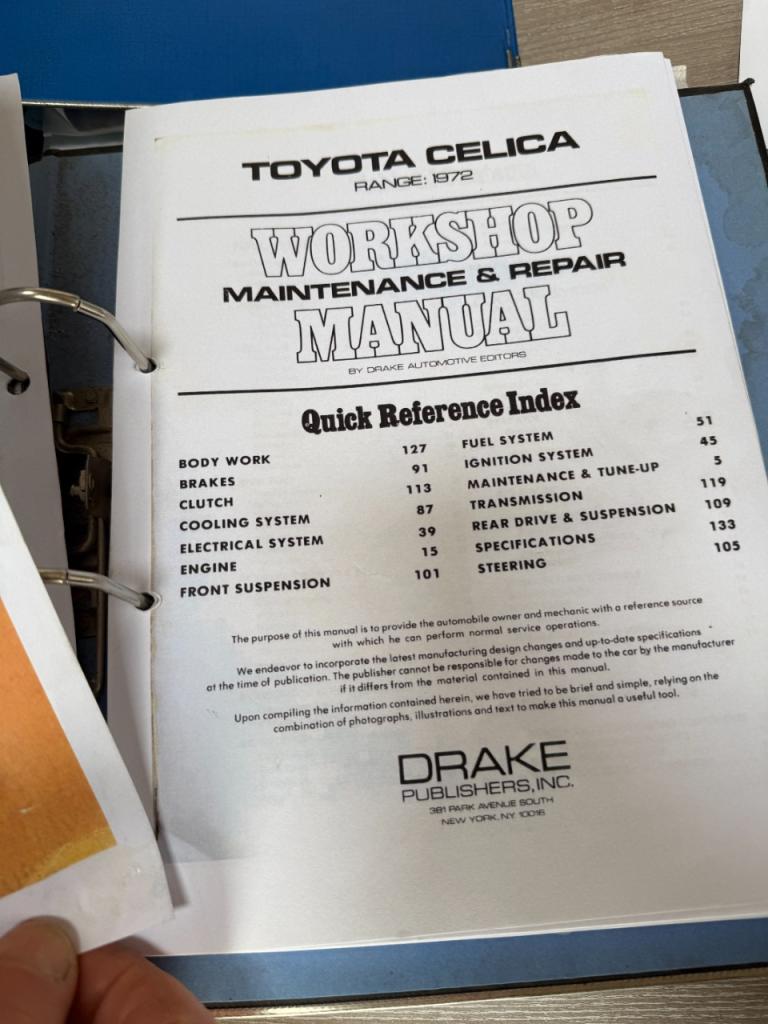 TOYOTA CELICA
RANGE: 1972
WORKSHOP
MAINTENANCE & REPAIR
MANUAL
BY DRAKE AUTOMOTIVE EDITORS
Quick Reference Index
BODY WORK 127
BRAKES 91
CLUTCH 113
COOLING SYSTEM 87
ELECTRICAL SYSTEM 39
ENGINE 15
FRONT SUSPENSION 101
FUEL SYSTEM 51
IGNITION SYSTEM 45
MAINTENANCE & TUNE-UP 5
TRANSMISSION 119
REAR DRIVE & SUSPENSION 109
SPECIFICATIONS 133
STEERING 105
The purpose of this manual is to provide the automobile owner and mechanic with a reference source
with which he can perform normal service operations.
We endeavor to incorporate the latest manufacturing design changes and up-to-date specifications
at the time of publication. The publisher cannot be responsible for changes made to the car by the manufacturer
if it differs from the material contained in this manual.
Upon compiling the information contained herein, we have tried to be brief and simple, relying on the
combination of photographs, illustrations and text to make this manual a useful tool.
DRAKE
PUBLISHERS, INC.
381 PARK AVENUE SOUTH
NEW YORK, NY 10016